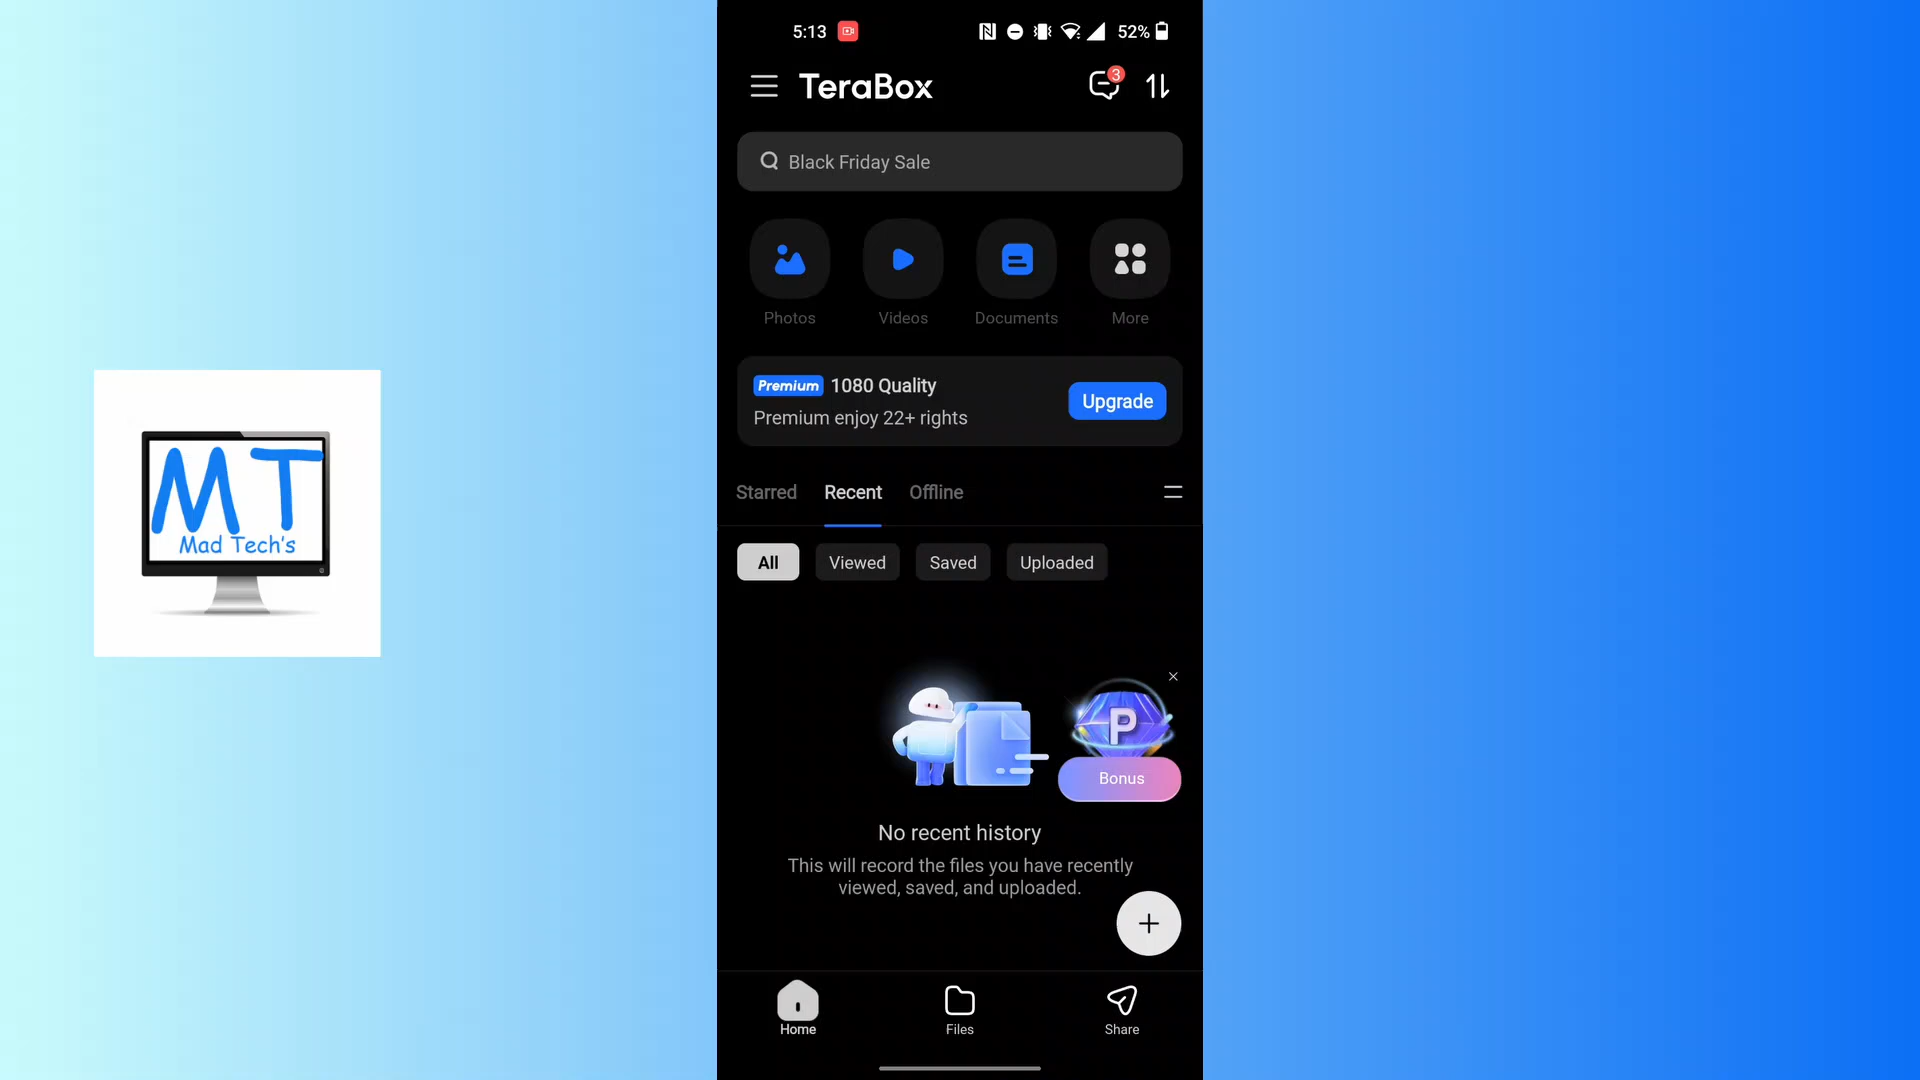 5:13
52%
TeraBox
3
Black Friday Sale
Photos
Videos
Documents
More
Premium 1080 Quality
Premium enjoy 22+ rights
Upgrade
Starred
Recent
Offline
All
Viewed
Saved
Uploaded
MT
Mad Tech's
P
Bonus
No recent history
This will record the files you have recently
viewed, saved, and uploaded.
Home
Files
Share